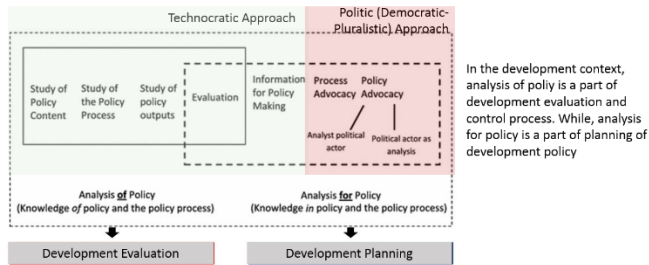 Technocratic Approach
Politic (Democratic-
Pluralistic) Approach
Study of
Policy
Content
Study of
the Policy
Process
Study of
policy
outputs
Evaluation
Information
for Policy
Making
Process
Advocacy
Policy
Advocacy
Analyst political
actor
Political actor as
analysis
Analysis of Policy
(Knowledge of policy and the policy process)
Analysis for Policy
(Knowledge in policy and the policy process)
Development Evaluation
Development Planning
In the development context,
analysis of poliy is a part of
development evaluation and
control process. While, analysis
for policy is a part of planning of
development policy